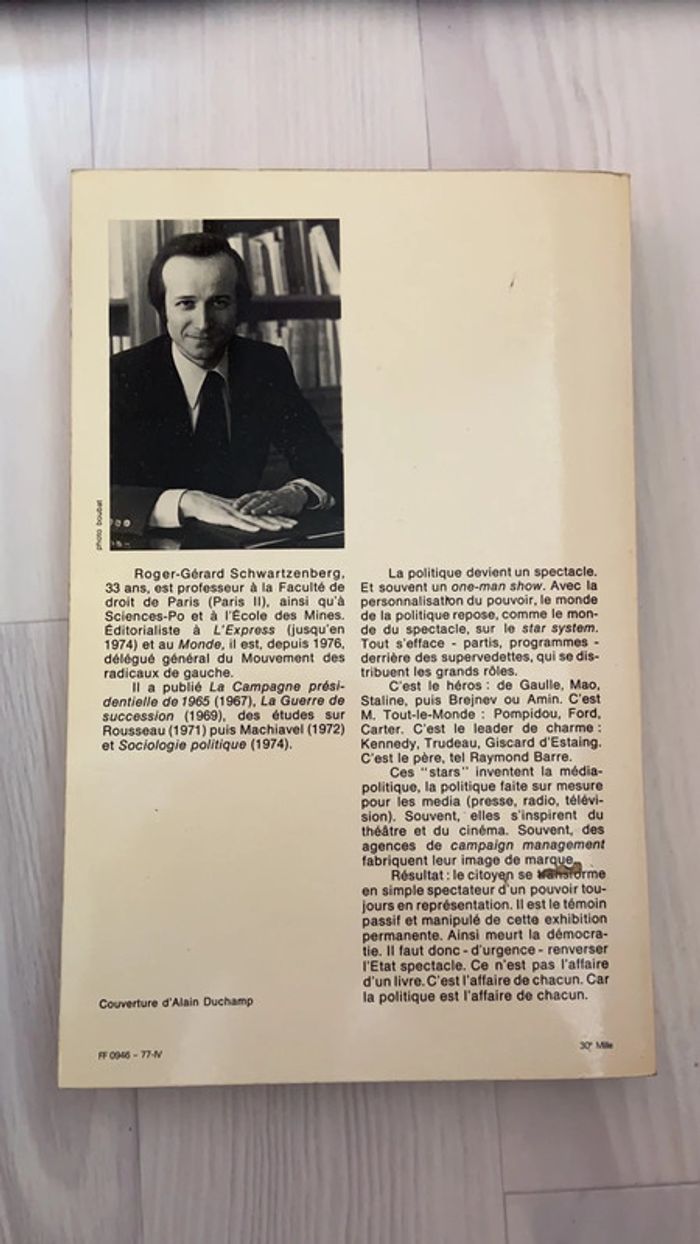 photo boubat
Roger-Gérard Schwartzenberg,
33 ans, est professeur à la Faculté de
droit de Paris (Paris II), ainsi qu'à
Sciences-Po et à l'École des Mines.
Éditorialiste à L'Express (jusqu'en
1974) et au Monde, il est, depuis 1976,
délégué général du Mouvement des
radicaux de gauche.
Il a publié La Campagne prési-
dentielle de 1965 (1967), La Guerre de
succession (1969), des études sur
Rousseau (1971) puis Machiavel (1972)
et Sociologie politique (1974).
Couverture d'Alain Duchamp
FF 0946 - 77-IV
La politique devient un spectacle.
Et souvent un one-man show. Avec la
personnalisation du pouvoir, le monde
de la politique repose, comme le mon-
de du spectacle, sur le star system.
Tout s'efface - partis, programmes -
derrière des supervedettes, qui se dis-
tribuent les grands rôles.
C'est le héros : de Gaulle, Mao,
Staline, puis Brejnev ou Amin. C'est
M. Tout-le-Monde : Pompidou, Ford,
Carter. C'est le leader de charme :
Kennedy, Trudeau, Giscard d'Estaing.
C'est le père, tel Raymond Barre.
Ces "stars" inventent la média-
politique, la politique faite sur mesure
pour les media (presse, radio, télévi-
sion). Souvent, elles s'inspirent du
théâtre et du cinéma. Souvent, des
agences de campaign management
fabriquent leur image de marque.
Résultat : le citoyen se transforme
en simple spectateur d'un pouvoir tou-
jours en représentation. Il est le témoin
passif et manipulé de cette exhibition
permanente. Ainsi meurt la démocra-
tie. Il faut donc - d'urgence - renverser
l'Etat spectacle. Ce n'est pas l'affaire
d'un livre. C'est l'affaire de chacun. Car
la politique est l'affaire de chacun.
30e Mille